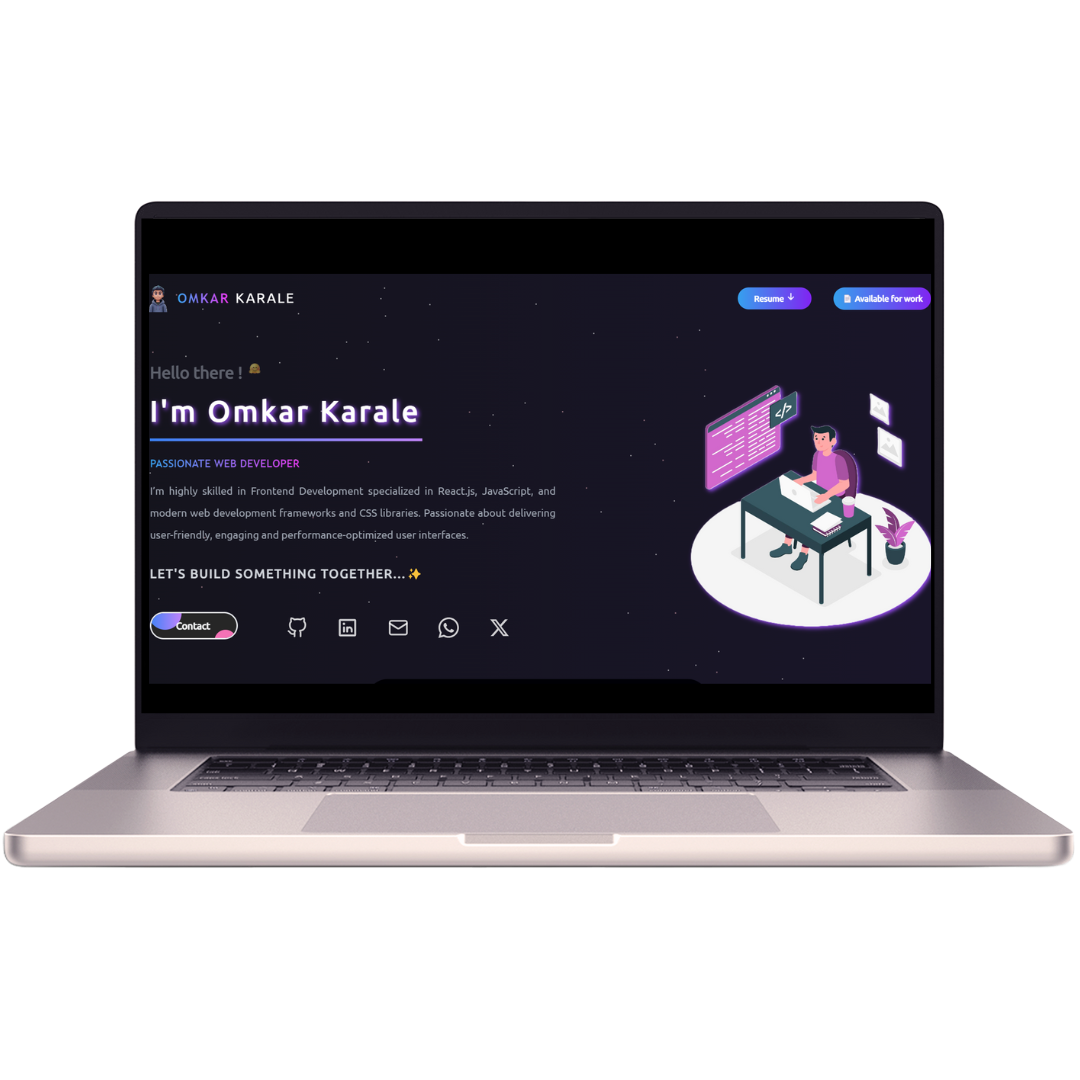 OMKAR KARALE
Resume
Available for work
Hello there !
I'm Omkar Karale
PASSIONATE WEB DEVELOPER
I'm highly skilled in Frontend Development specialized in React.js, JavaScript, and
modern web development frameworks and CSS libraries. Passionate about delivering
user-friendly, engaging and performance-optimized user interfaces.
LET'S BUILD SOMETHING TOGETHER...✨
Contact